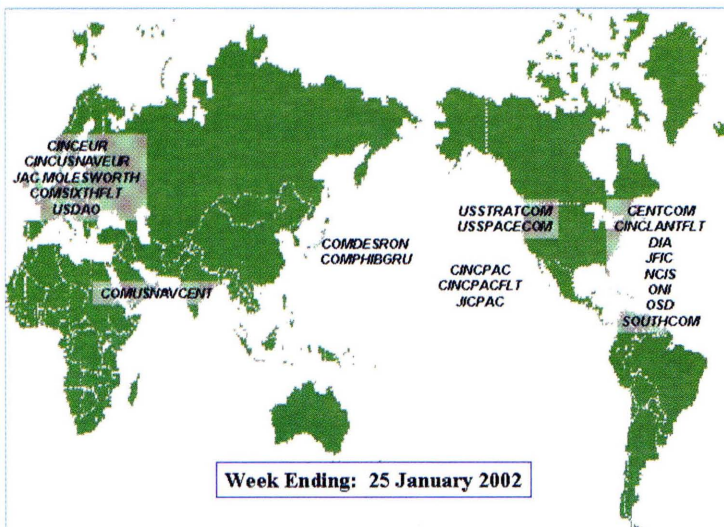 CINCEUR
CINCUSNAVEUR
JAC MOLESWORTH
COMSIXTHFLT
USDAO
COMUSNAVCENT
COMDESRON
COMPHIBGRU
USSTRATCOM
USSPACECOM
CINCPAC
CINCPACFLT
JICPAC
CENTCOM
CINCLANTFLT
DIA
JFIC
NCIS
ONI
OSD
SOUTHCOM
Week Ending: 25 January 2002